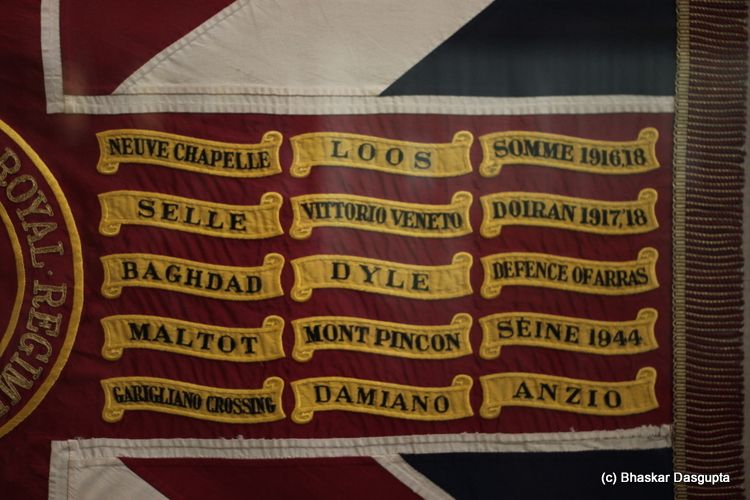 ROYAL · REGIM
NEUVE CHAPELLE
LOOS
SOMME 1916,18
SELLE
VITTORIO VENETO
DOIRAN 1917,'18
BAGHDAD
DYLE
DEFENCE OF ARRAS
MALTOT
MONT PINCON
SEINE 1944
GARIGLIANO CROSSING
DAMIANO
ANZIO
(c) Bhaskar Dasgupta